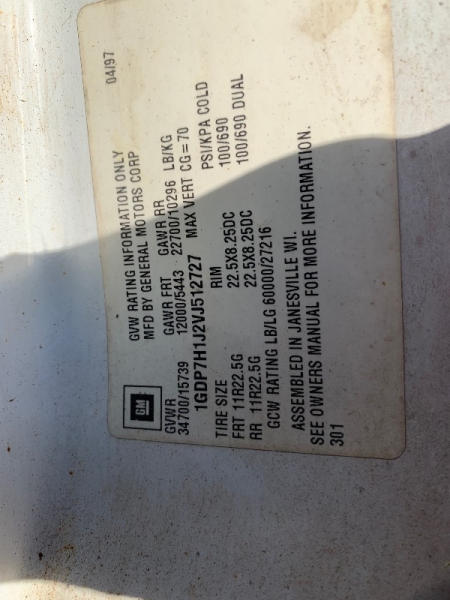 GVW RATING INFORMATION ONLY 04/97
MFD BY GENERAL MOTORS CORP
GM
GVWR GAWR FRT GAWR RR
34700/15739 12000/5443 22700/10296 LB/KG
1GDP7H1J2VJ512727 MAX VERT CG=70
TIRE SIZE RIM PSI/KPA COLD
FRT 11R22.5G 22.5X8.25DC 100/690
RR 11R22.5G 22.5X8.25DC 100/690 DUAL
GCW RATING LB/LG 60000/27216
ASSEMBLED IN JANESVILLE WI.
SEE OWNERS MANUAL FOR MORE INFORMATION.
301